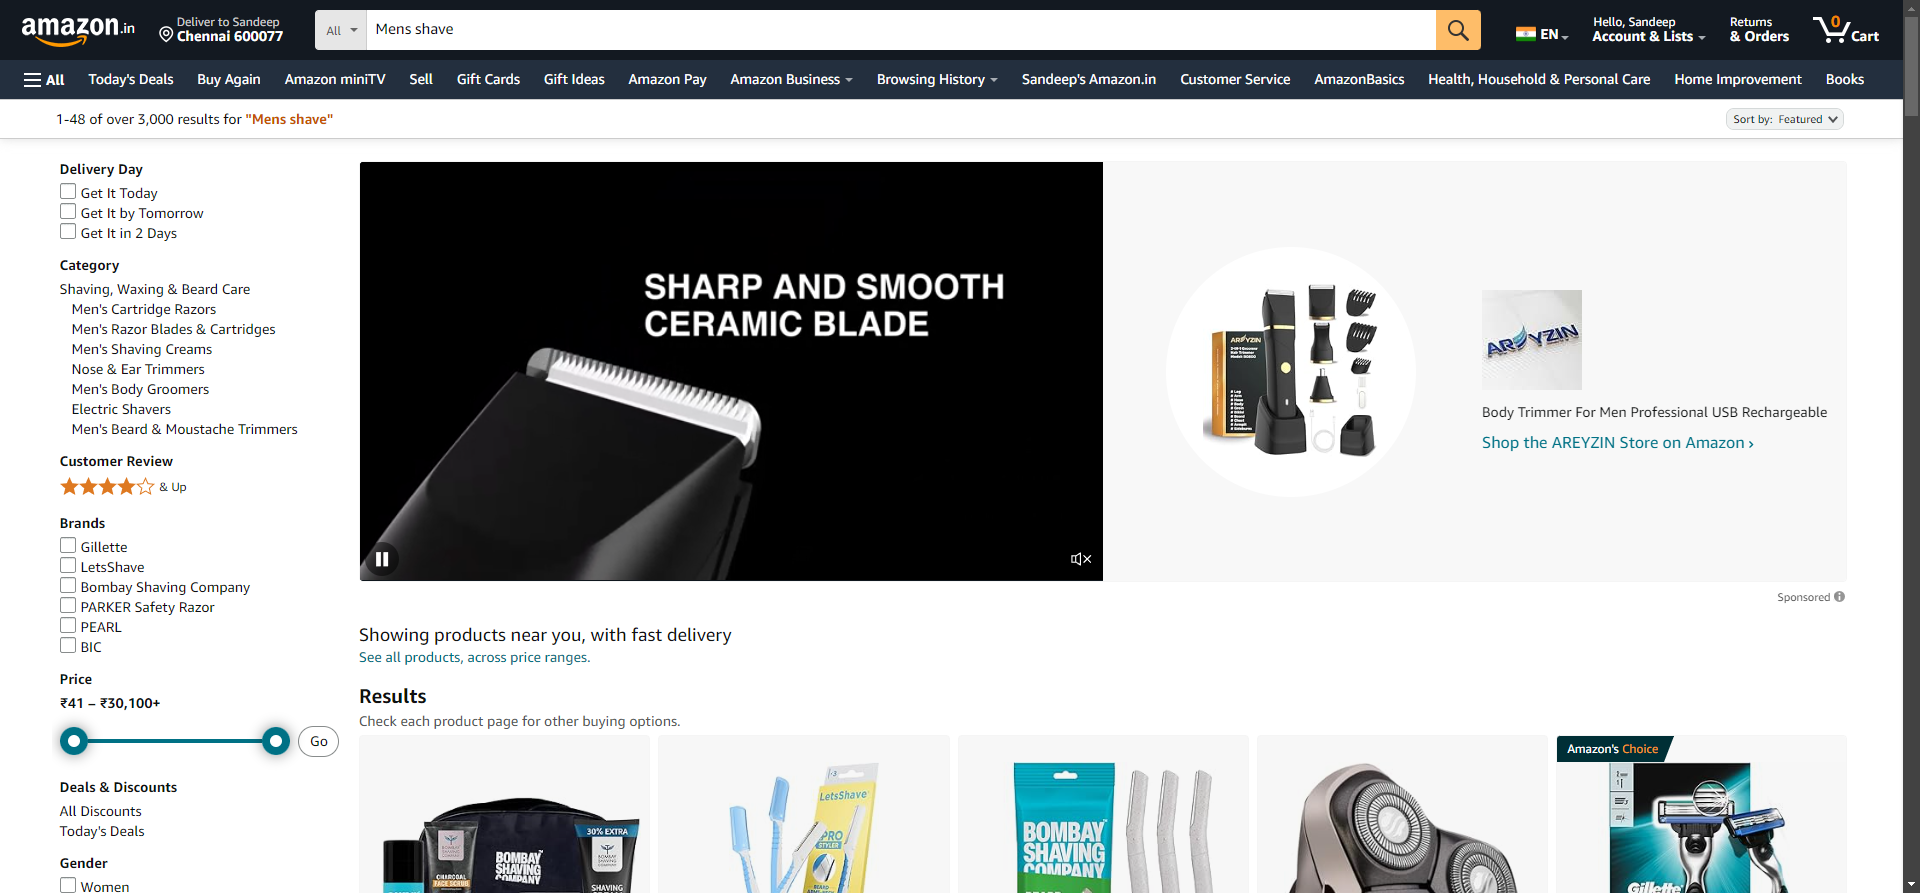 amazon.in
Deliver to Sandeep
Chennai 600077
All
Mens shave
EN
Hello, Sandeep
Account & Lists
Returns
& Orders
0
Cart
All
Today's Deals
Buy Again
Amazon miniTV
Sell
Gift Cards
Gift Ideas
Amazon Pay
Amazon Business
Browsing History
Sandeep's Amazon.in
Customer Service
AmazonBasics
Health, Household & Personal Care
Home Improvement
Books
1-48 of over 3,000 results for "Mens shave"
Sort by: Featured
Delivery Day
Get It Today
Get It by Tomorrow
Get It in 2 Days
Category
Shaving, Waxing & Beard Care
Men's Cartridge Razors
Men's Razor Blades & Cartridges
Men's Shaving Creams
Nose & Ear Trimmers
Men's Body Groomers
Electric Shavers
Men's Beard & Moustache Trimmers
Customer Review
& Up
Brands
Gillette
LetsShave
Bombay Shaving Company
PARKER Safety Razor
PEARL
BIC
Price
₹41 – ₹30,100+
Go
Deals & Discounts
All Discounts
Today's Deals
Gender
Women
SHARP AND SMOOTH
CERAMIC BLADE
AREYZIN
AREYZIN
Body Trimmer For Men Professional USB Rechargeable
Shop the AREYZIN Store on Amazon ›
Sponsored
Showing products near you, with fast delivery
See all products, across price ranges.
Results
Check each product page for other buying options.
CHARCOAL
FACE SCRUB
BOMBAY
SHAVING
COMPANY
30% EXTRA
SHAVING
LetsShave
PRO
STYLER
BOMBAY
SHAVING
COMPANY
Amazon's Choice
Gillette